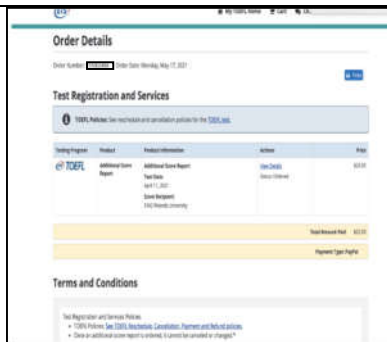 ETS
My TOEFL Home Cart
Order Details
Order Number: Order Date: Monday, May 17, 2021
Print
Test Registration and Services
TOEFL Policies: See reschedule and cancellation policies for the TOEFL test.
Testing Program Product Product Information Actions Price
TOEFL Additional Score Report Additional Score Report View Details
Test Date: Status: Ordered
April 11, 2021
Score Recipient:
University
Total Amount Paid
Payment Type: PayPal
Terms and Conditions
Test Registration and Services Policies
• TOEFL Policies: See TOEFL Reschedule, Cancellation, Payment and Refund policies.
• Once an additional score report is ordered, it cannot be canceled or changed.*